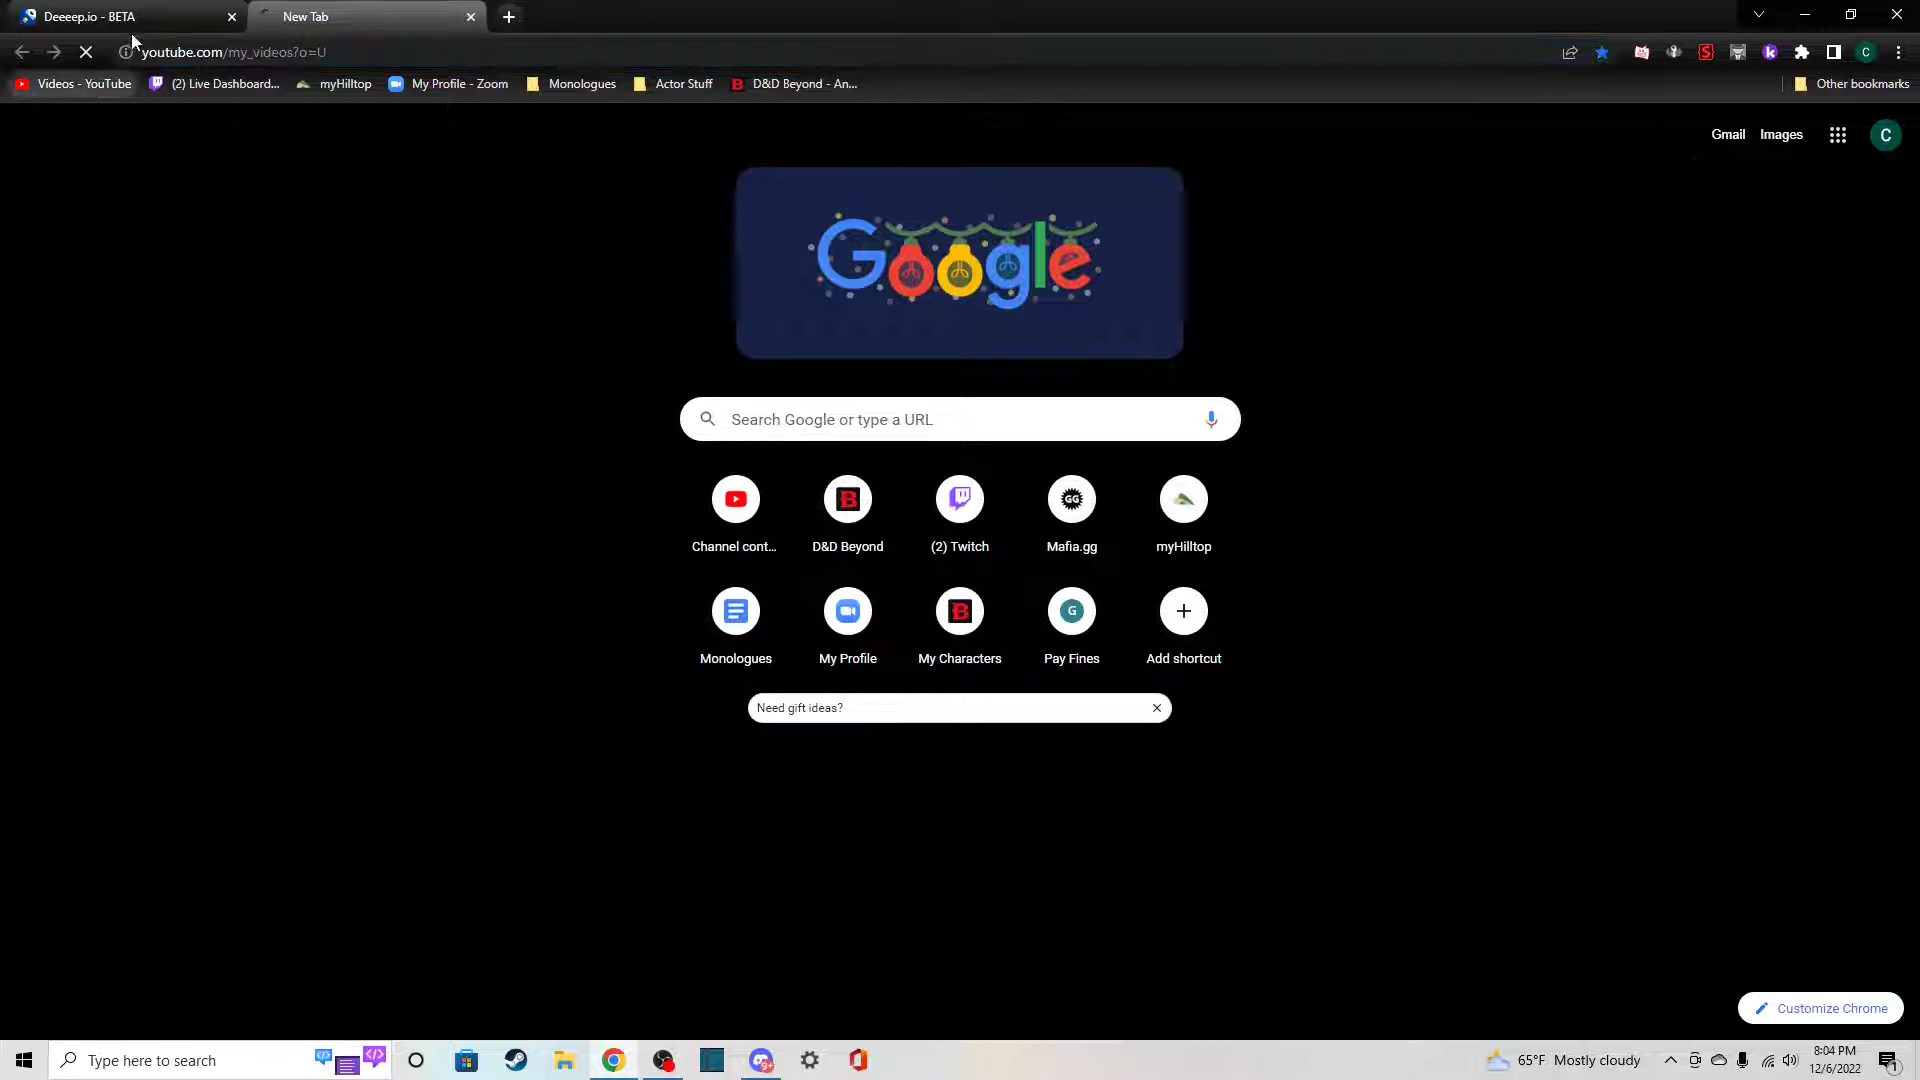 Deeeep.io - BETA
New Tab
youtube.com/my_videos?o=U
Videos - YouTube
(2) Live Dashboard...
myHilltop
My Profile - Zoom
Monologues
Actor Stuff
D&D Beyond - An...
Other bookmarks
Gmail
Images
C
Google
Search Google or type a URL
Channel cont...
D&D Beyond
(2) Twitch
GG
Mafia.gg
myHilltop
Monologues
My Profile
My Characters
G
Pay Fines
Add shortcut
Need gift ideas?
Customize Chrome
Type here to search
9+
65°F Mostly cloudy
8:04 PM
12/6/2022
1